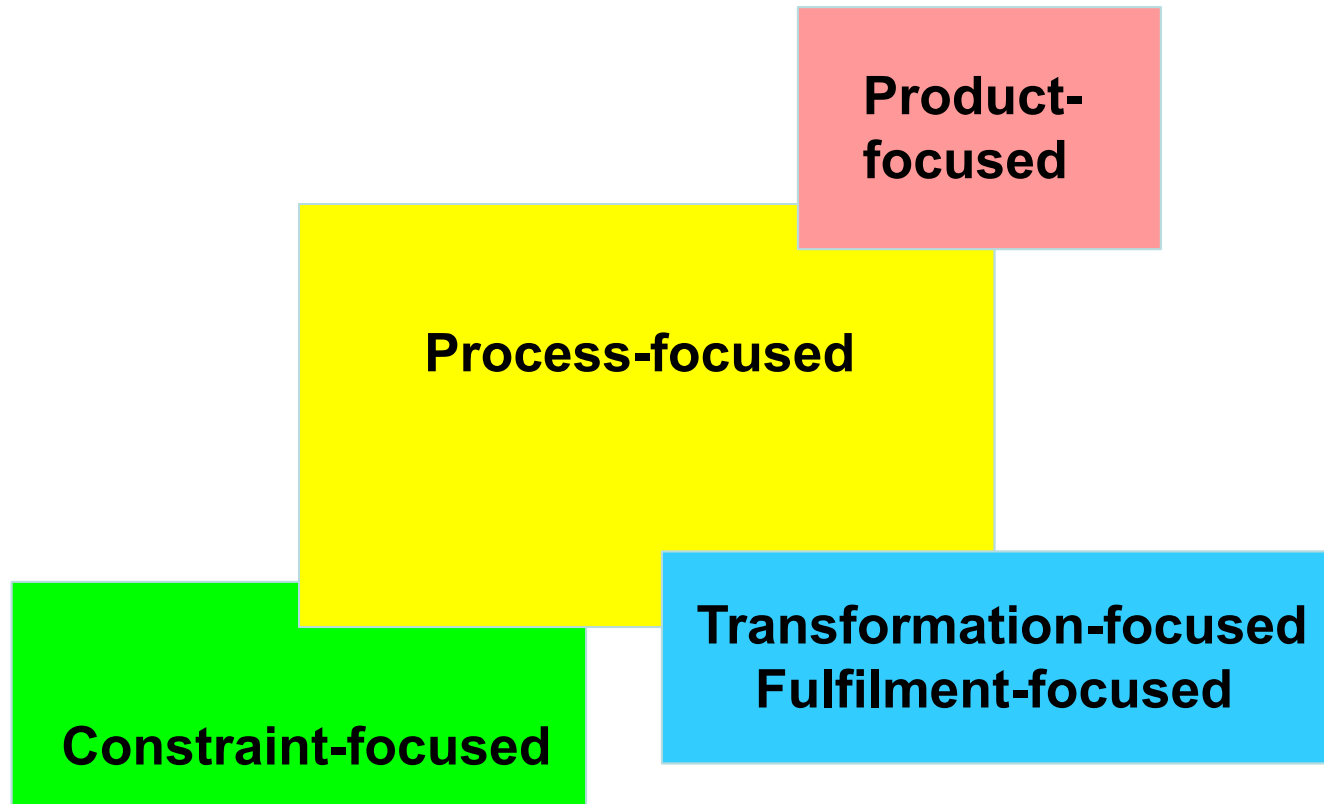 Product-
focused
Process-focused
Transformation-focused
Fulfilment-focused
Constraint-focused